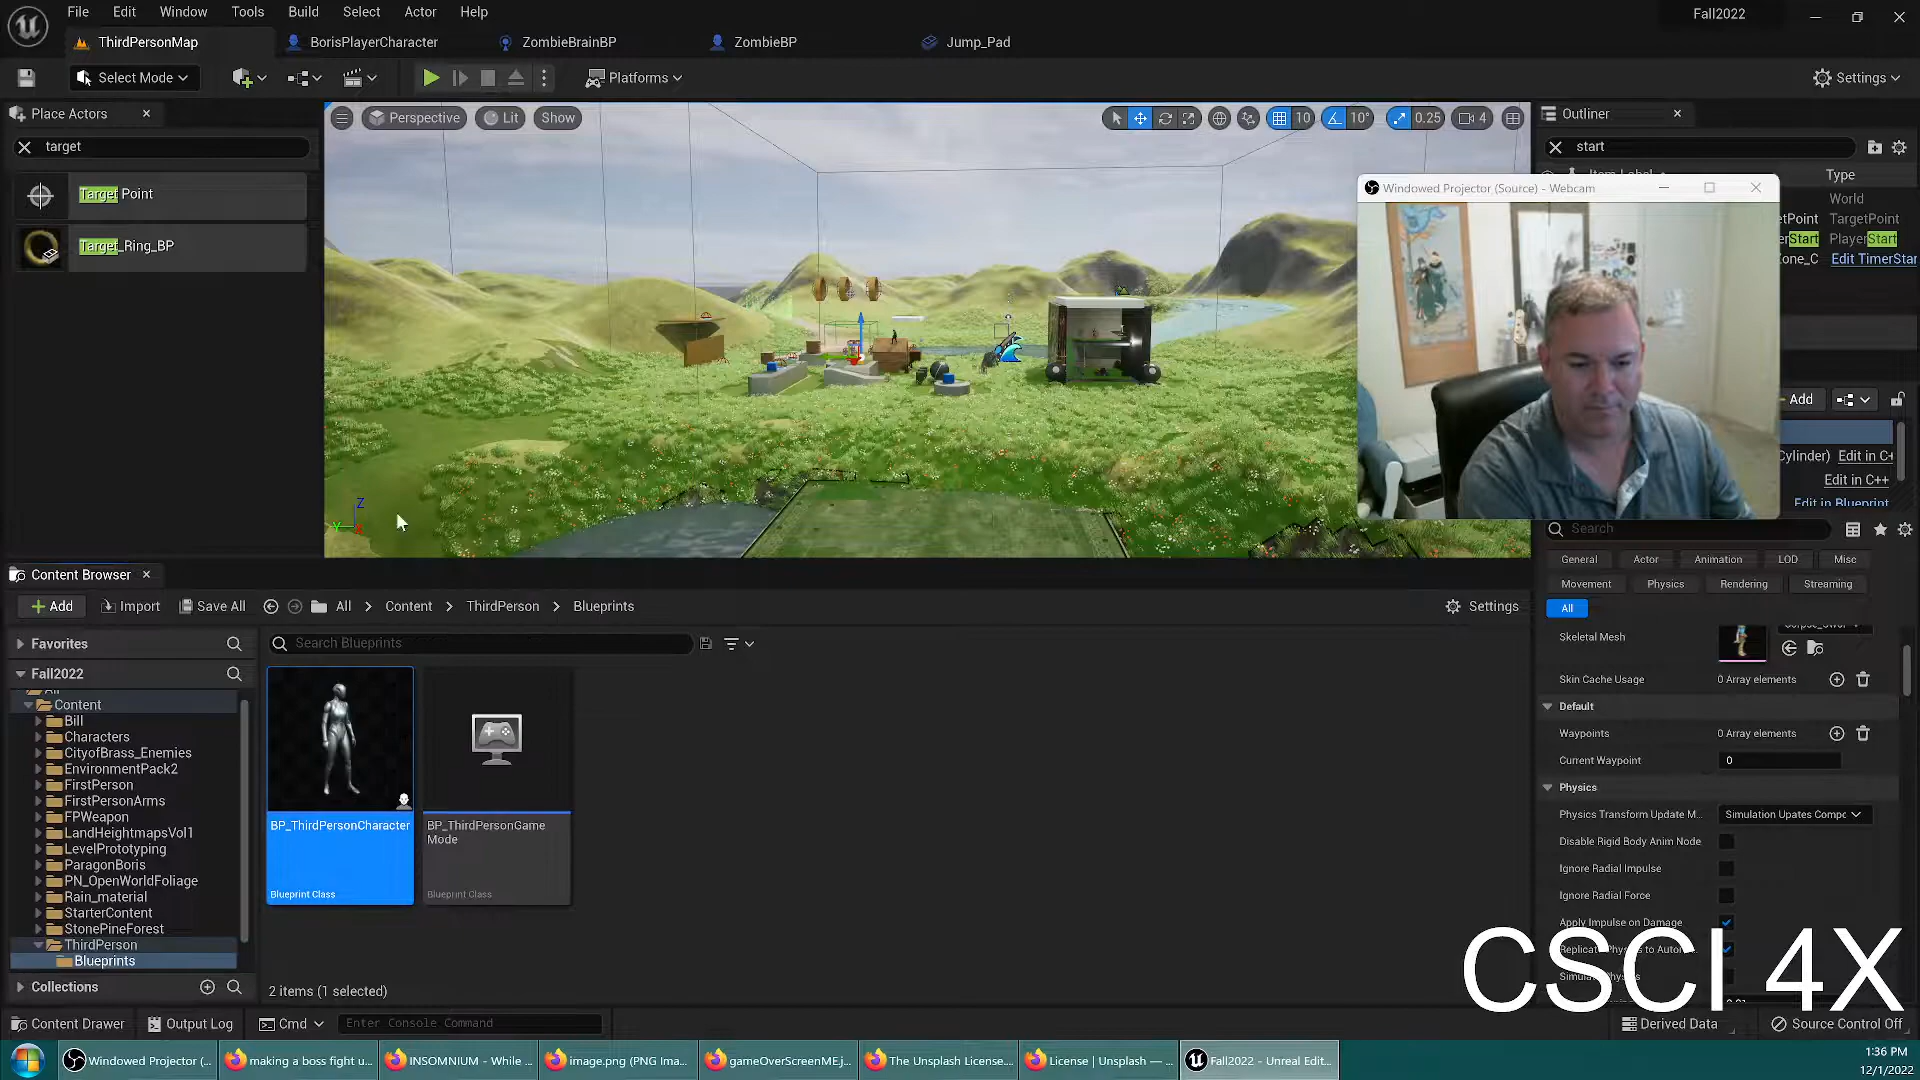 File Edit Window Tools Build Select Actor Help
Fall2022
ThirdPersonMap
BorisPlayerCharacter
ZombieBrainBP
ZombieBP
Jump_Pad
Select Mode
Platforms
Settings
Place Actors
target
Target Point
Target_Ring_BP
Perspective
Lit
Show
10
10°
0.25
4
Outliner
start
Item Label
Type
World
etPoint TargetPoint
erStart PlayerStart
Zone_C Edit TimerStar
Windowed Projector (Source) - Webcam
Z
Y
Add
Cylinder) Edit in C+
Edit in C++
Edit in Blueprint
Search
General Actor Animation LOD Misc
Movement Physics Rendering Streaming
All
Skeletal Mesh
Skin Cache Usage 0 Array elements
Default
Waypoints 0 Array elements
Current Waypoint 0
Physics
Physics Transform Update M... Simulation Upates Compc
Disable Rigid Body Anim Node
Ignore Radial Impulse
Ignore Radial Force
Apply Impulse on Damage
CSCI 4X
Content Browser
Add Import Save All All Content ThirdPerson Blueprints Settings
Favorites
Search Blueprints
Fall2022
All
Content
Bill
Characters
CityofBrass_Enemies
EnvironmentPack2
FirstPerson
FirstPersonArms
FPWeapon
LandHeightmapsVol1
LevelPrototyping
ParagonBoris
PN_OpenWorldFoliage
Rain_material
StarterContent
StonePineForest
ThirdPerson
Blueprints
Collections
BP_ThirdPersonCharacter
Blueprint Class
BP_ThirdPersonGame
Mode
Blueprint Class
2 items (1 selected)
Content Drawer Output Log Cmd Enter Console Command
Derived Data Source Control Off
Windowed Projector (...
making a boss fight u...
INSOMNIUM - While ...
image.png (PNG Ima...
gameOverScreenME.j...
The Unsplash License...
License | Unsplash — ...
Fall2022 - Unreal Edit...
1:36 PM
12/1/2022